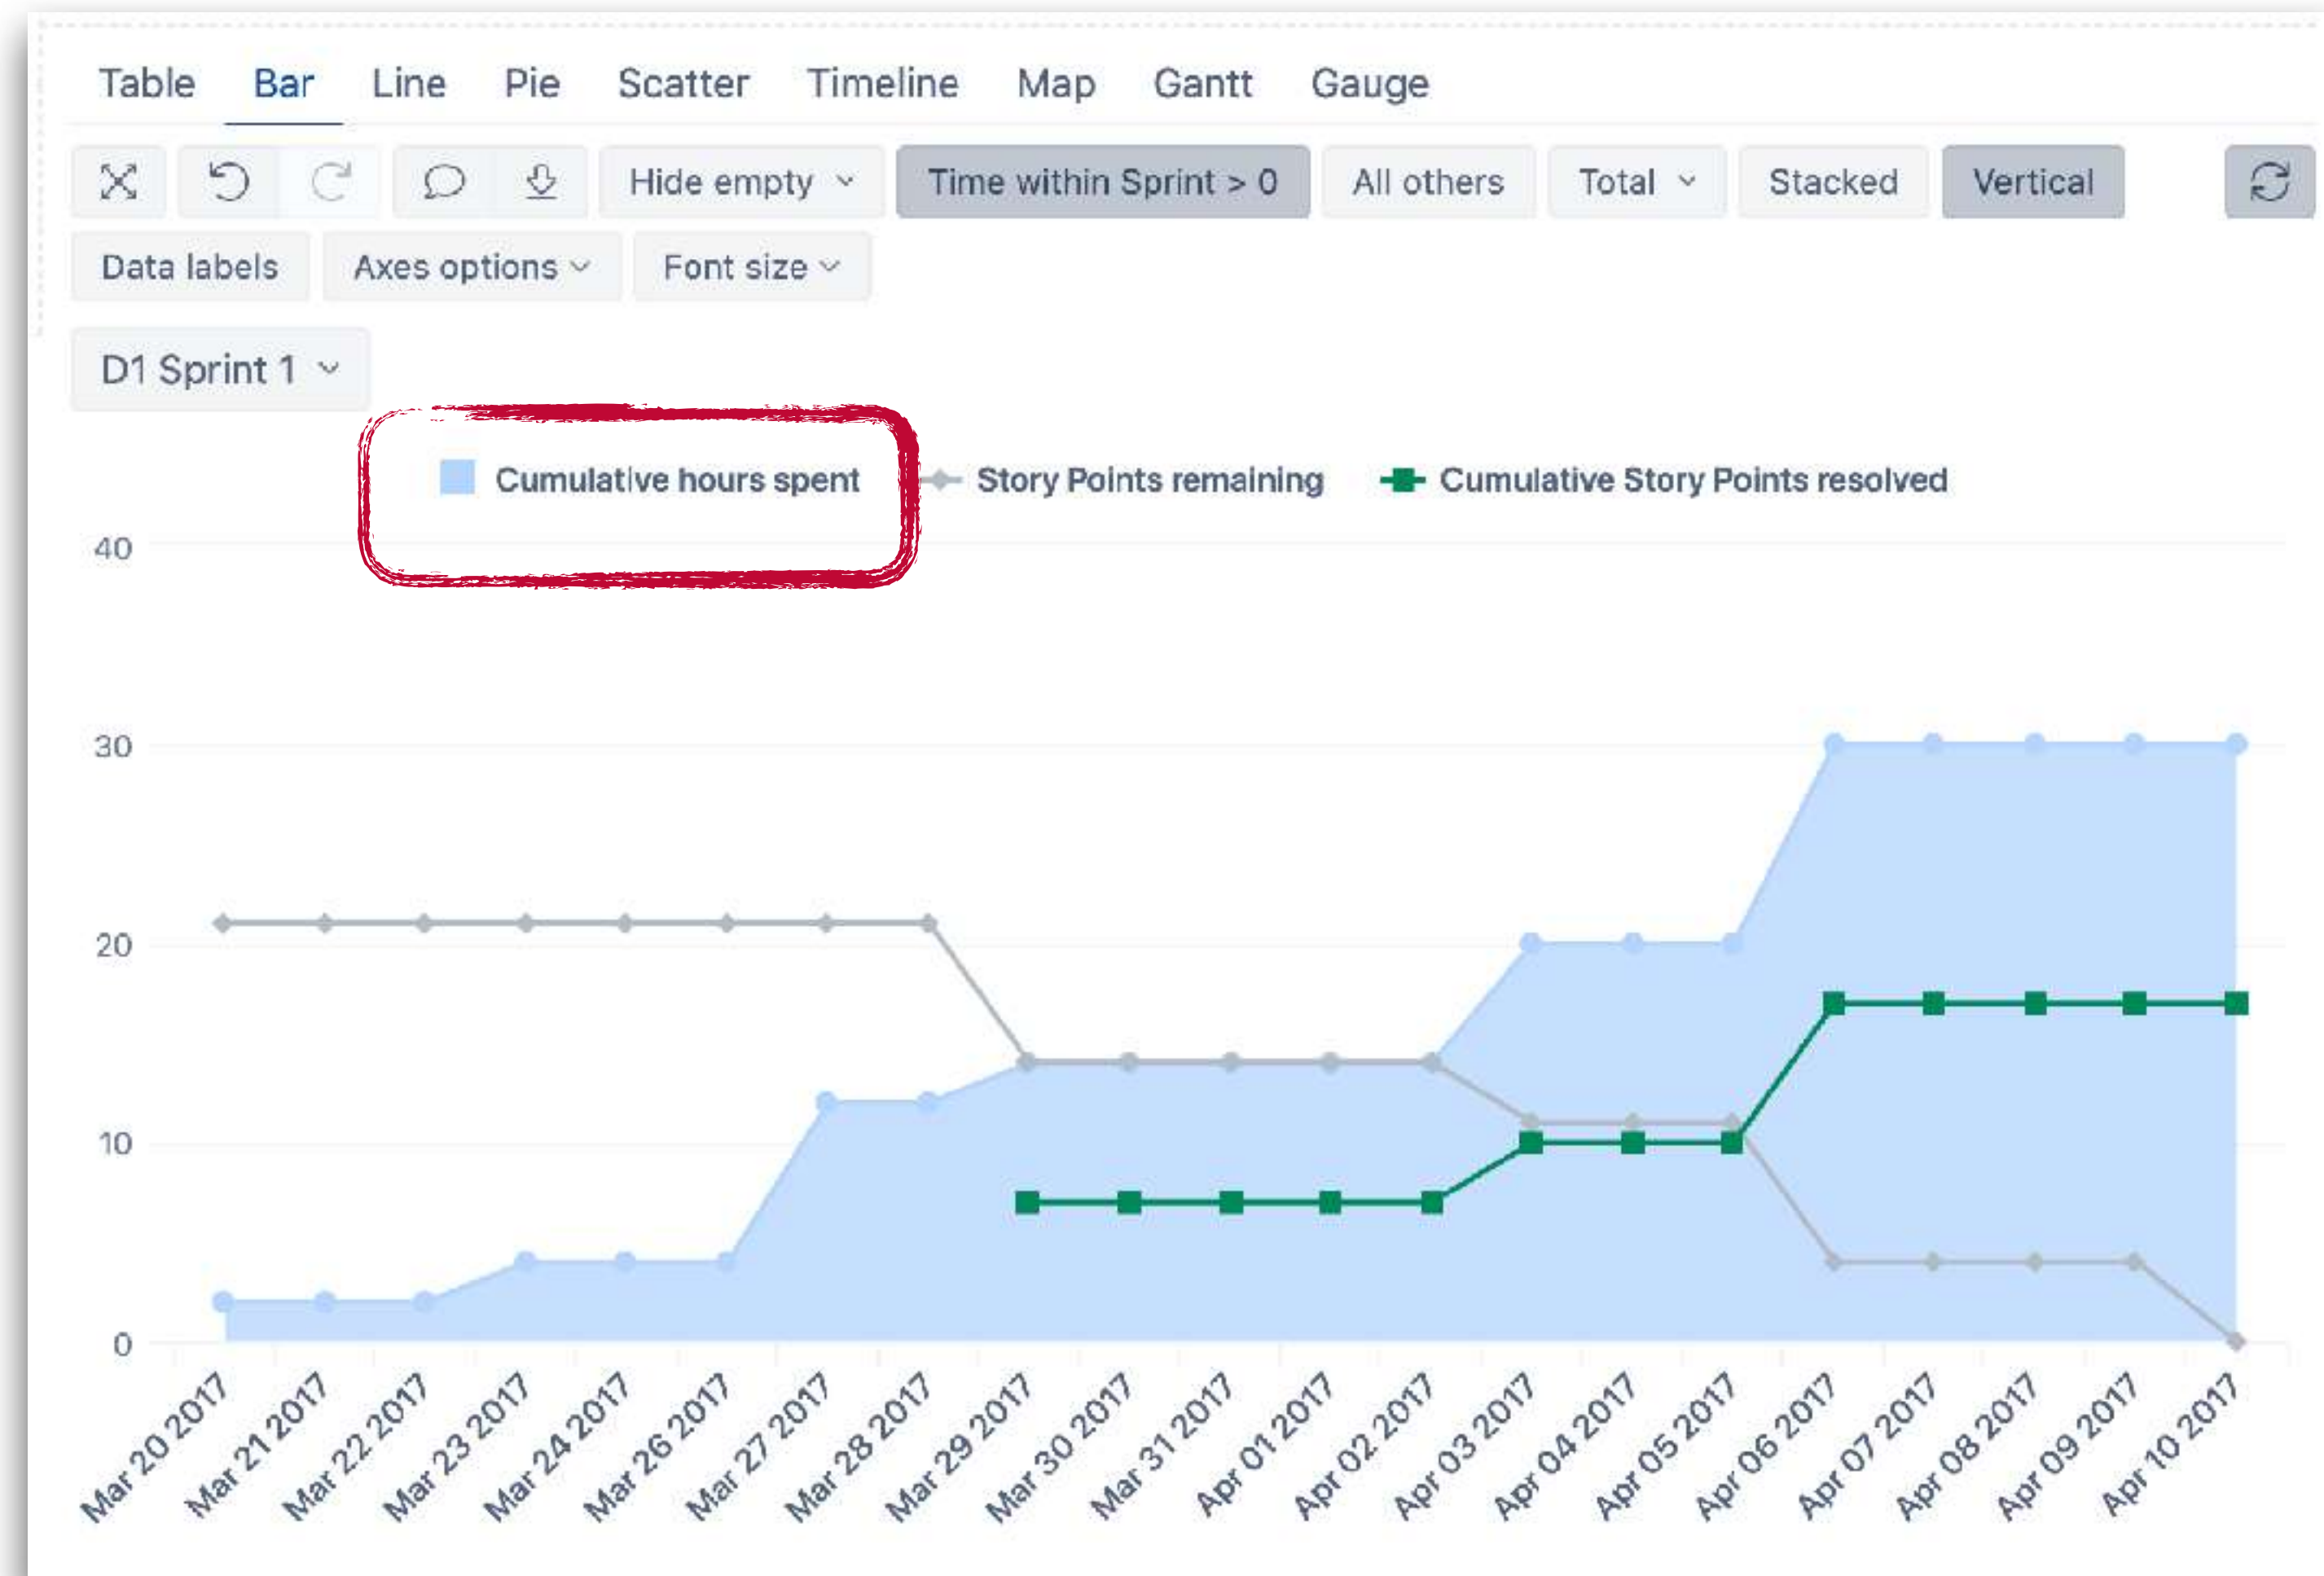 Table Bar Line Pie Scatter Timeline Map Gantt Gauge
Hide empty Time within Sprint > 0 All others Total Stacked Vertical
Data labels Axes options Font size
D1 Sprint 1
Cumulative hours spent Story Points remaining Cumulative Story Points resolved
40
30
20
10
0
Mar 20 2017 Mar 21 2017 Mar 22 2017 Mar 23 2017 Mar 24 2017 Mar 26 2017 Mar 27 2017 Mar 28 2017 Mar 29 2017 Mar 30 2017 Mar 31 2017 Apr 01 2017 Apr 02 2017 Apr 03 2017 Apr 04 2017 Apr 05 2017 Apr 06 2017 Apr 07 2017 Apr 08 2017 Apr 09 2017 Apr 10 2017